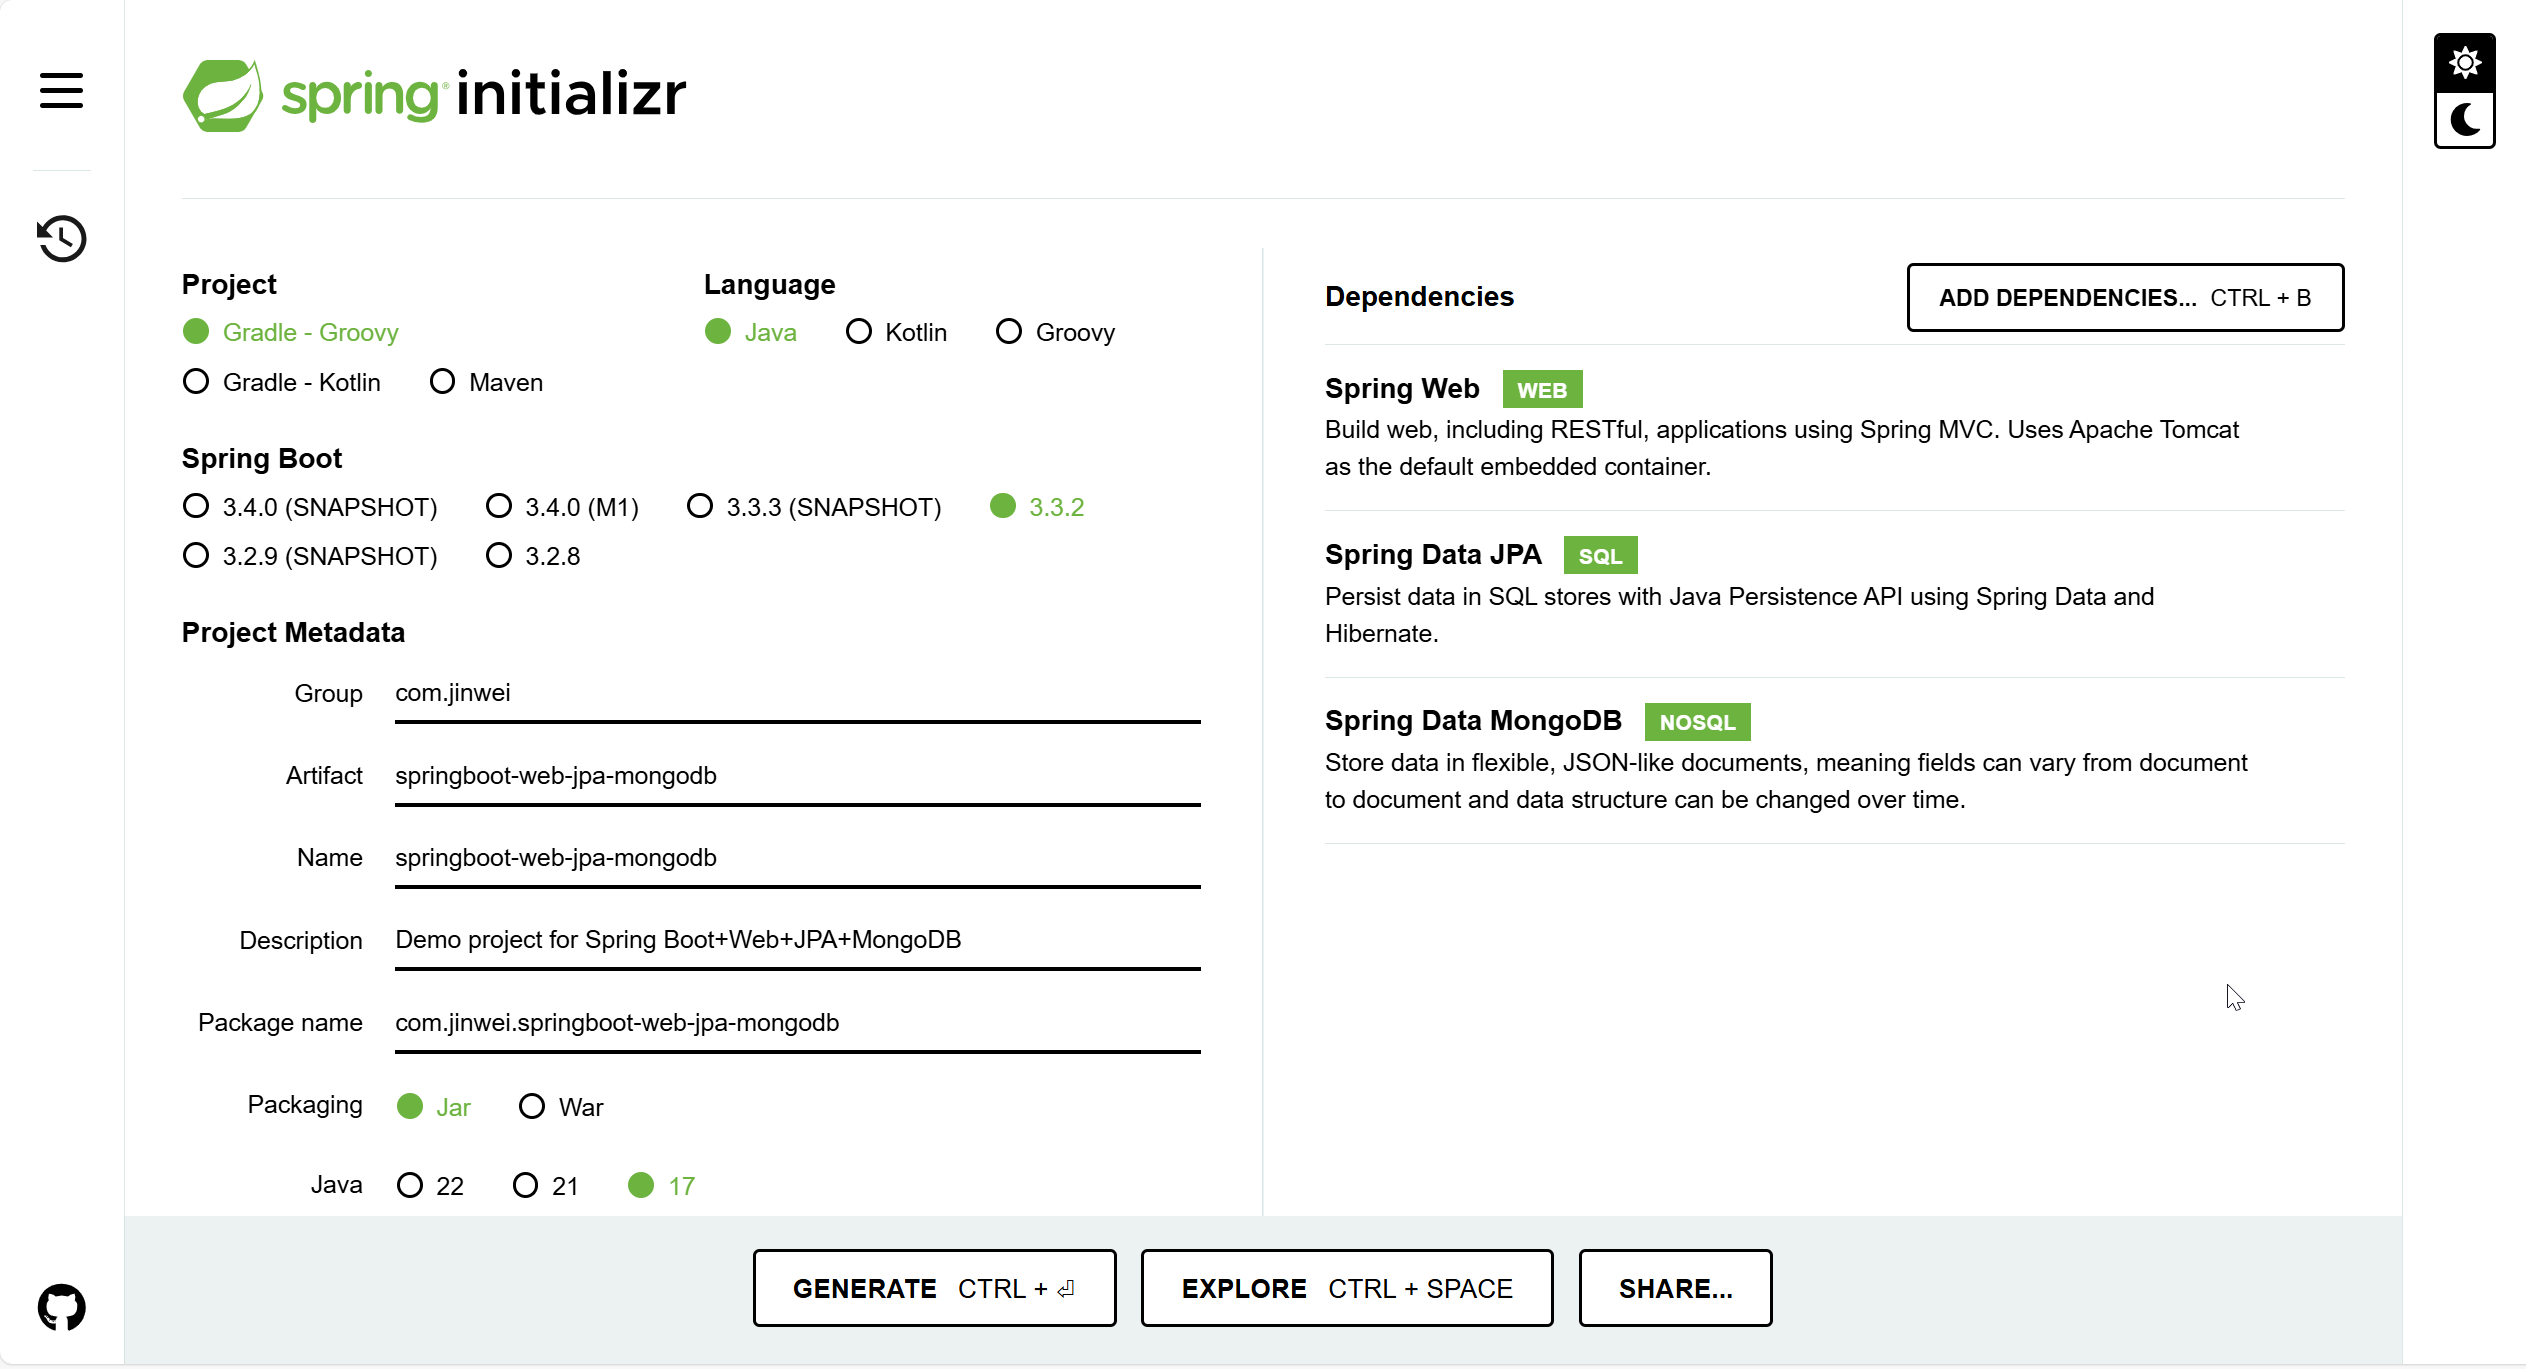 spring initializr
Project
Gradle - Groovy
Gradle - Kotlin Maven
Language
Java Kotlin Groovy
Spring Boot
3.4.0 (SNAPSHOT) 3.4.0 (M1) 3.3.3 (SNAPSHOT) 3.3.2
3.2.9 (SNAPSHOT) 3.2.8
Project Metadata
Group com.jinwei
Artifact springboot-web-jpa-mongodb
Name springboot-web-jpa-mongodb
Description Demo project for Spring Boot+Web+JPA+MongoDB
Package name com.jinwei.springboot-web-jpa-mongodb
Packaging Jar War
Java 22 21 17
Dependencies ADD DEPENDENCIES... CTRL + B
Spring Web WEB
Build web, including RESTful, applications using Spring MVC. Uses Apache Tomcat
as the default embedded container.
Spring Data JPA SQL
Persist data in SQL stores with Java Persistence API using Spring Data and
Hibernate.
Spring Data MongoDB NOSQL
Store data in flexible, JSON-like documents, meaning fields can vary from document
to document and data structure can be changed over time.
GENERATE CTRL + ⏎ EXPLORE CTRL + SPACE SHARE...